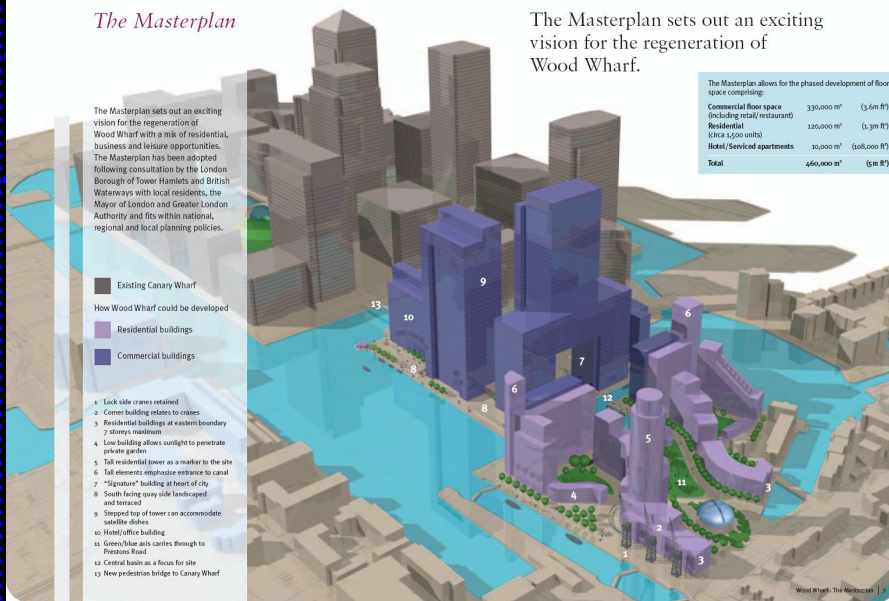 The Masterplan
The Masterplan sets out an exciting
vision for the regeneration of
Wood Wharf.
The Masterplan sets out an exciting
vision for the regeneration of
Wood Wharf with a mix of residential,
business and leisure opportunities.
The Masterplan has been adopted
following consultation by the London
Borough of Tower Hamlets and British
Waterways with local residents, the
Mayor of London and Greater London
Authority and fits within national,
regional and local planning policies.
The Masterplan allows for the phased development of floor
space comprising:
Commercial floor space 330,000 m² (3.6m ft²)
(including retail/restaurant)
Residential 120,000 m² (1.3m ft²)
(circa 1,500 units)
Hotel/Serviced apartments 10,000 m² (108,000 ft²)
Total 460,000 m² (5m ft²)
Existing Canary Wharf
How Wood Wharf could be developed
Residential buildings
Commercial buildings
1 Lock side cranes retained
2 Corner building relates to cranes
3 Residential buildings at eastern boundary
7 storeys maximum
4 Low building allows sunlight to penetrate
private garden
5 Tall residential tower as a marker to the site
6 Tall elements emphasise entrance to canal
7 "Signature" building at heart of city
8 South facing quay side landscaped
and terraced
9 Stepped top of tower can accommodate
satellite dishes
10 Hotel/office building
11 Green/blue axis carries through to
Prestons Road
12 Central basin as a focus for site
13 New pedestrian bridge to Canary Wharf
9
13
10
6
7
8
6
12
8
5
11
3
4
2
1
3
Wood Wharf - The Masterplan | 9